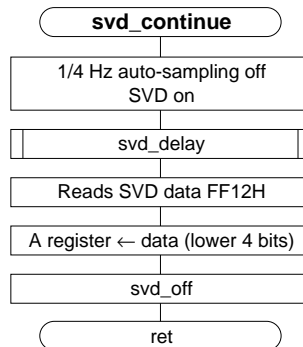 svd_continue
1/4 Hz auto-sampling off
SVD on
svd_delay
Reads SVD data FF12H
A register ← data (lower 4 bits)
svd_off
ret